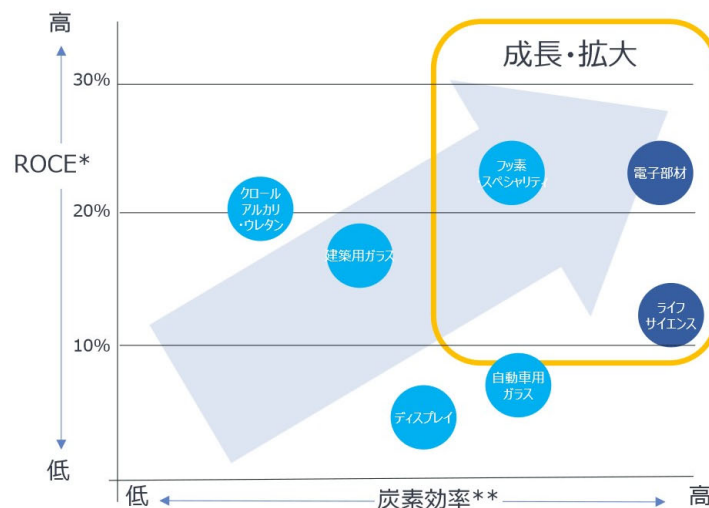 高
成長・拡大
30%
ROCE*
フッ素
・スペシャリティ
電子部材
クロール
アルカリ
・ウレタン
20%
建築用ガラス
ライフ
サイエンス
10%
自動車用
ガラス
ディスプレイ
低
低
炭素効率**
高